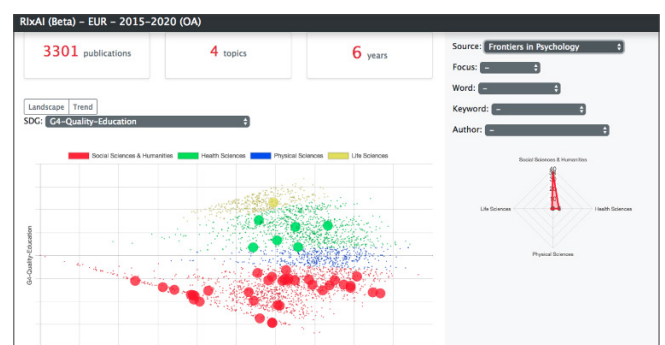 RIxAI (Beta) – EUR – 2015-2020 (OA)
3301 publications
4 topics
6 years
Landscape Trend
SDG: G4-Quality-Education
Social Sciences & Humanities Health Sciences Physical Sciences Life Sciences
G4-Quality-Education
Source: Frontiers in Psychology
Focus: –
Word: –
Keyword: –
Author: –
Social Sciences & Humanities
Life Sciences
Health Sciences
Physical Sciences